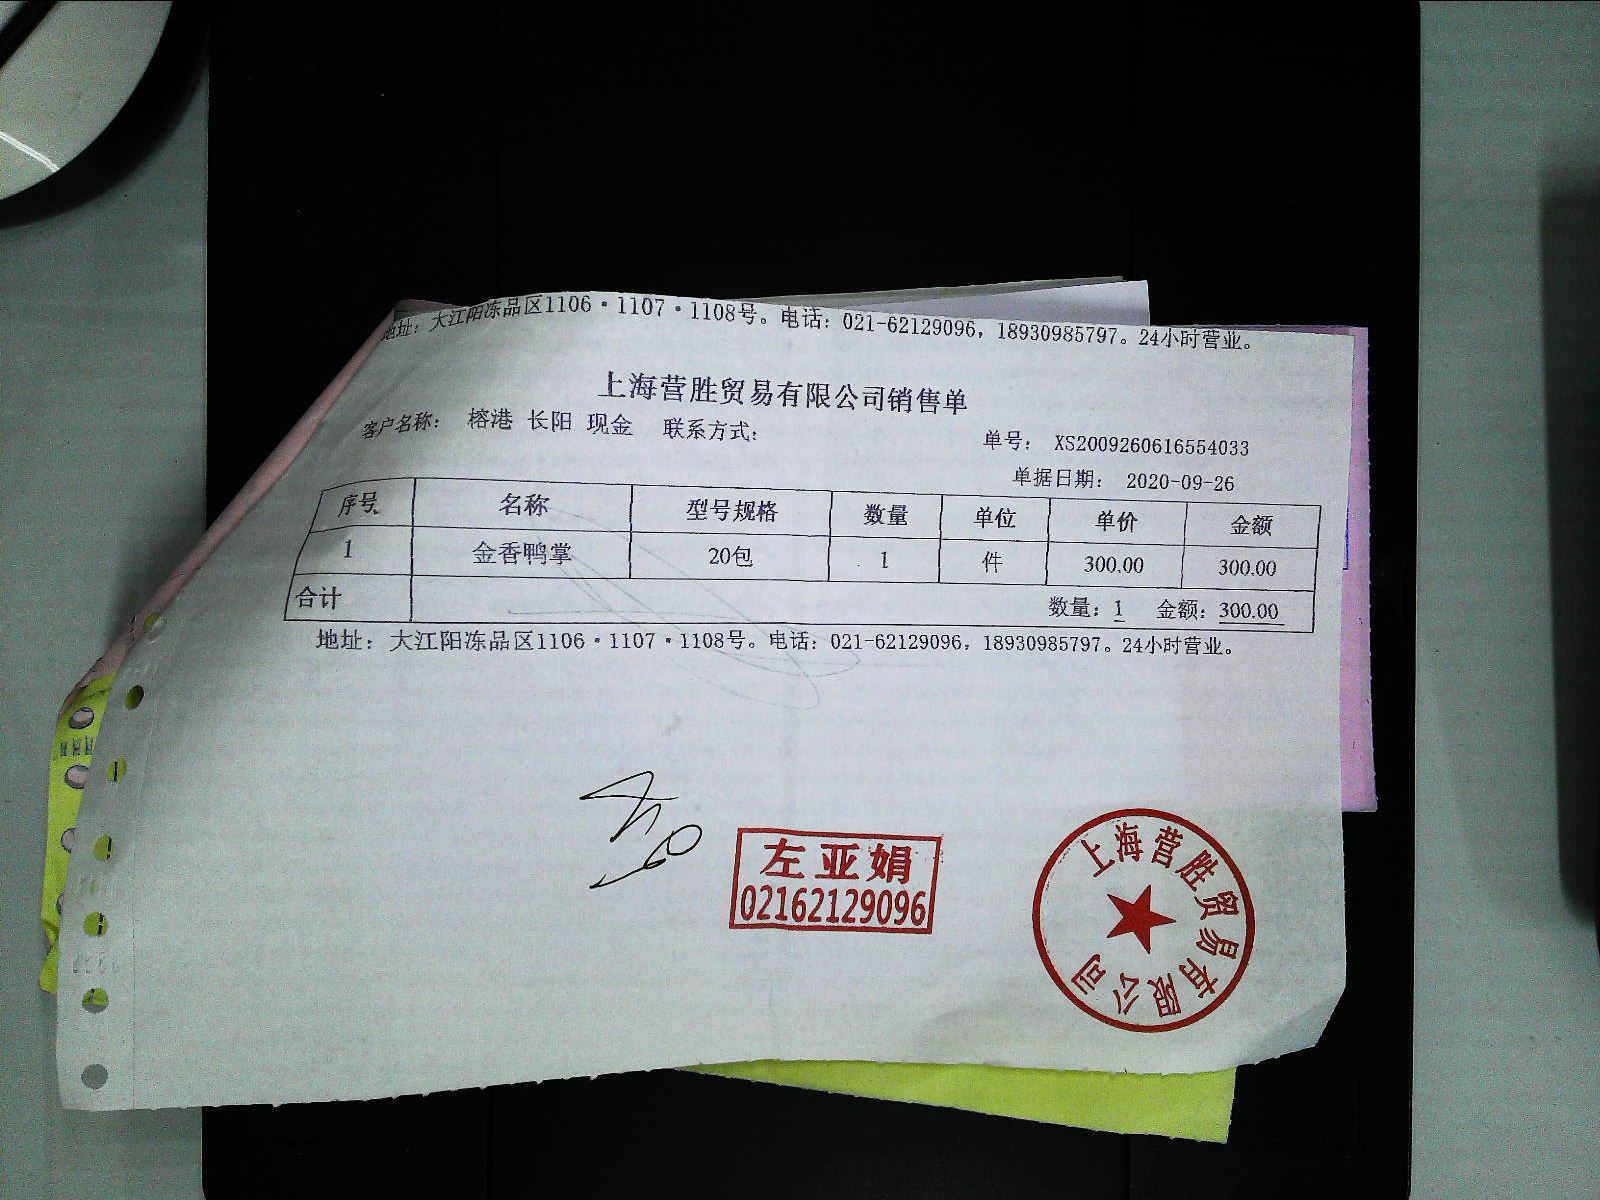 地址：大江阳冻品区1106·1107·1108号。电话：021-62129096，18930985797。24小时营业。
上海营胜贸易有限公司销售单
客户名称： 榕港 长阳 现金 联系方式：
单号： XS2009260616554033
单据日期： 2020-09-26
序号 名称 型号规格 数量 单位 单价 金额
1 金香鸭掌 20包 1 件 300.00 300.00
合计 数量：1 金额：300.00
地址：大江阳冻品区1106·1107·1108号。电话：021-62129096，18930985797。24小时营业。
左亚娟
02162129096
上海营胜贸易有限公司